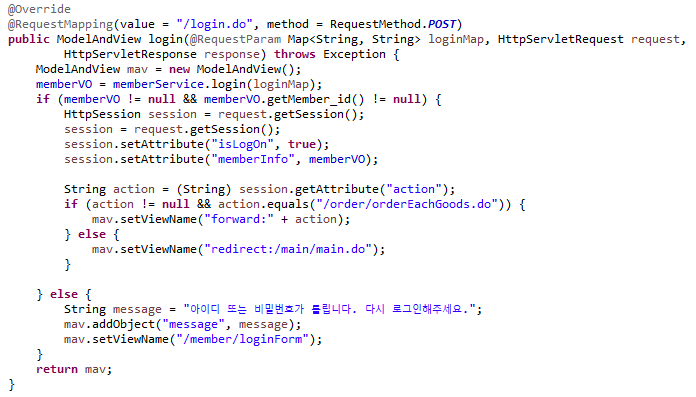 @Override
@RequestMapping(value = "/login.do", method = RequestMethod.POST)
public ModelAndView login(@RequestParam Map<String, String> loginMap, HttpServletRequest request,
        HttpServletResponse response) throws Exception {
    ModelAndView mav = new ModelAndView();
    memberVO = memberService.login(loginMap);
    if (memberVO != null && memberVO.getMember_id() != null) {
        HttpSession session = request.getSession();
        session = request.getSession();
        session.setAttribute("isLogOn", true);
        session.setAttribute("memberInfo", memberVO);

        String action = (String) session.getAttribute("action");
        if (action != null && action.equals("/order/orderEachGoods.do")) {
            mav.setViewName("forward:" + action);
        } else {
            mav.setViewName("redirect:/main/main.do");
        }

    } else {
        String message = "아이디 또는 비밀번호가 틀립니다. 다시 로그인해주세요.";
        mav.addObject("message", message);
        mav.setViewName("/member/loginForm");
    }
    return mav;
}